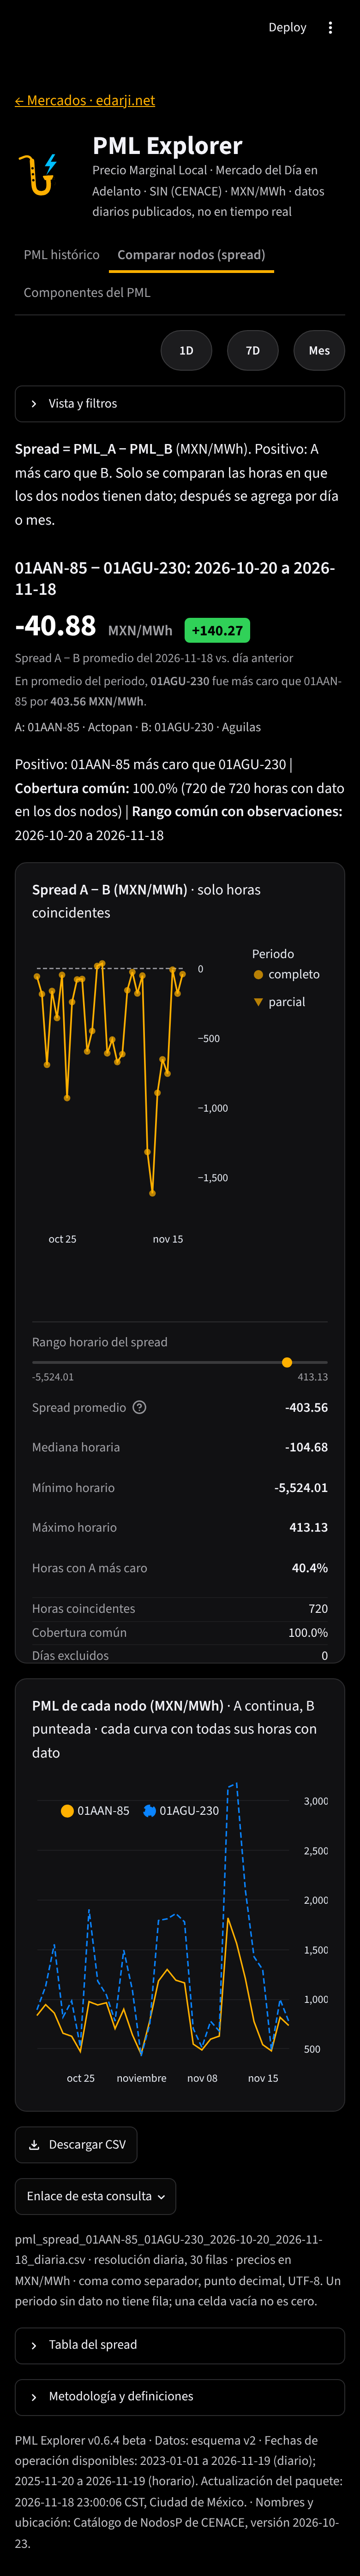 Deploy
← Mercados · edarji.net
PML Explorer
Precio Marginal Local · Mercado del Día en
Adelanto · SIN (CENACE) · MXN/MWh · datos
diarios publicados, no en tiempo real
PML histórico
Comparar nodos (spread)
Componentes del PML
1D
7D
Mes
Vista y filtros
Spread = PML_A − PML_B (MXN/MWh). Positivo: A
más caro que B. Solo se comparan las horas en que
los dos nodos tienen dato; después se agrega por día
o mes.
01AAN-85 − 01AGU-230: 2026-10-20 a 2026-
11-18
-40.88 MXN/MWh +140.27
Spread A − B promedio del 2026-11-18 vs. día anterior
En promedio del periodo, 01AGU-230 fue más caro que 01AAN-
85 por 403.56 MXN/MWh.
A: 01AAN-85 · Actopan · B: 01AGU-230 · Aguilas
Positivo: 01AAN-85 más caro que 01AGU-230 |
Cobertura común: 100.0% (720 de 720 horas con dato
en los dos nodos) | Rango común con observaciones:
2026-10-20 a 2026-11-18
Spread A − B (MXN/MWh) · solo horas
coincidentes
Periodo
completo
parcial
0
−500
−1,000
−1,500
oct 25
nov 15
Rango horario del spread
-5,524.01
413.13
Spread promedio
-403.56
Mediana horaria
-104.68
Mínimo horario
-5,524.01
Máximo horario
413.13
Horas con A más caro
40.4%
Horas coincidentes
720
Cobertura común
100.0%
Días excluidos
0
PML de cada nodo (MXN/MWh) · A continua, B
punteada · cada curva con todas sus horas con
dato
01AAN-85
01AGU-230
3,000
2,500
2,000
1,500
1,000
500
oct 25
noviembre
nov 08
nov 15
Descargar CSV
Enlace de esta consulta
pml_spread_01AAN-85_01AGU-230_2026-10-20_2026-11-
18_diaria.csv · resolución diaria, 30 filas · precios en
MXN/MWh · coma como separador, punto decimal, UTF-8. Un
periodo sin dato no tiene fila; una celda vacía no es cero.
Tabla del spread
Metodología y definiciones
PML Explorer v0.6.4 beta · Datos: esquema v2 · Fechas de
operación disponibles: 2023-01-01 a 2026-11-19 (diario);
2025-11-20 a 2026-11-19 (horario). Actualización del paquete:
2026-11-18 23:00:06 CST, Ciudad de México. · Nombres y
ubicación: Catálogo de NodosP de CENACE, versión 2026-10-
23.